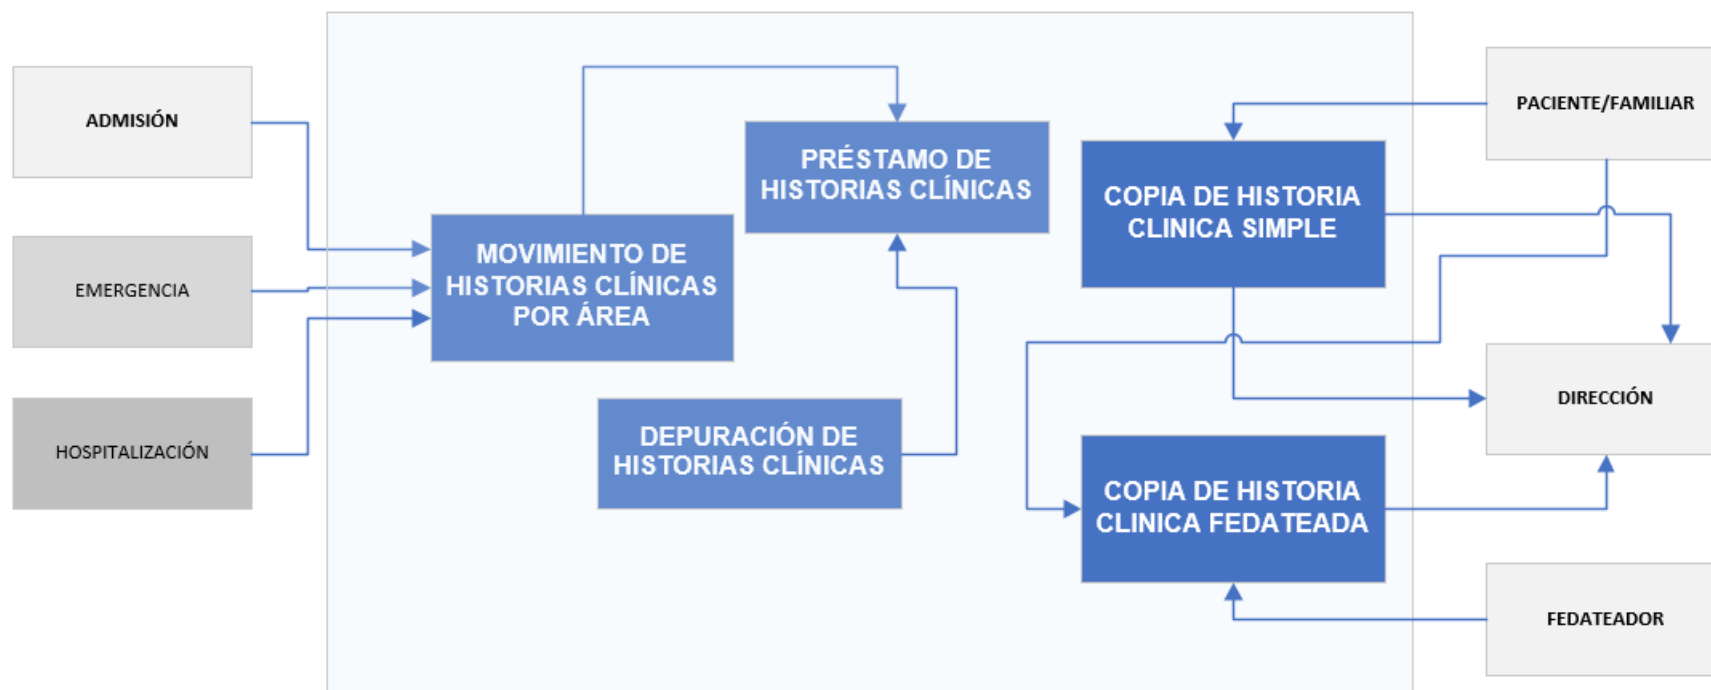 ADMISIÓN
EMERGENCIA
HOSPITALIZACIÓN
MOVIMIENTO DE
HISTORIAS CLÍNICAS
POR ÁREA
PRÉSTAMO DE
HISTORIAS CLÍNICAS
DEPURACIÓN DE
HISTORIAS CLÍNICAS
COPIA DE HISTORIA
CLINICA SIMPLE
COPIA DE HISTORIA
CLINICA FEDATEADA
PACIENTE/FAMILIAR
DIRECCIÓN
FEDATEADOR